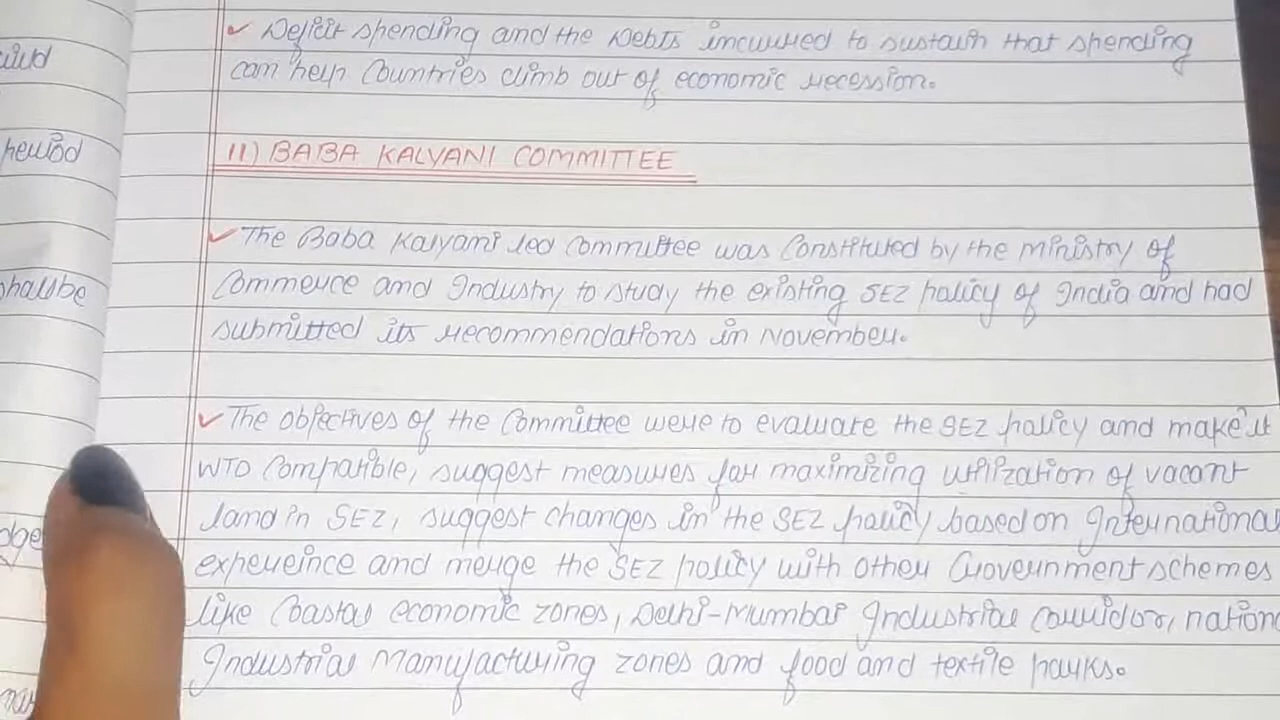 ✓ Deficit spending and the Debts incurred to sustain that spending
can help Countries climb out of economic recession.
11) BABA KALYANI COMMITTEE
✓ The Baba Kalyani led Committee was Constituted by the ministry of
Commerce and Industry to study the existing SEZ policy of India and had
submitted its recommendations in November.
✓ The objectives of the Committee were to evaluate the SEZ policy and make it
WTO Compatible, suggest measures for maximizing utilization of vacant
land in SEZ, suggest changes in the SEZ policy based on International
expereince and merge the SEZ policy with other Government schemes
like Coastal economic zones, Delhi-Mumbai Industrial Corridor, nation
Industrial Manufacturing zones and food and textile parks.
period
shall be